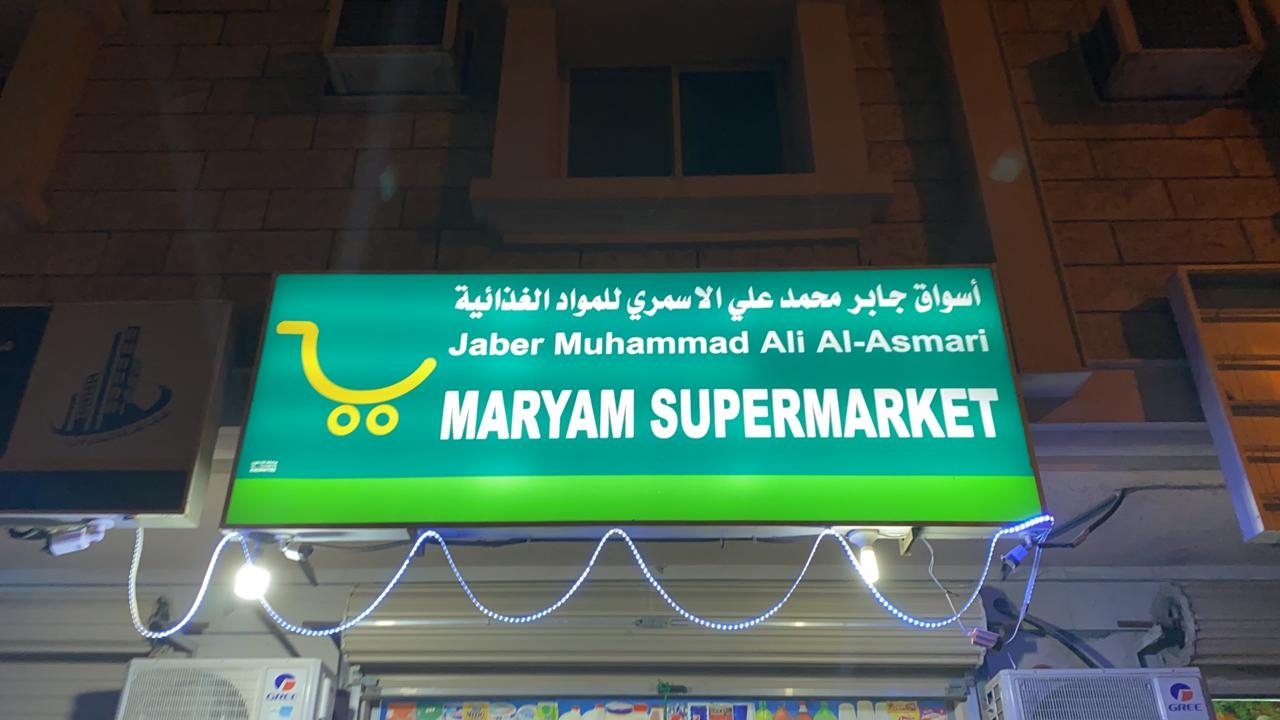 أسواق جابر محمد علي الاسمري للمواد الغذائية
Jaber Muhammad Ali Al-Asmari
MARYAM SUPERMARKET
GREE
GREE